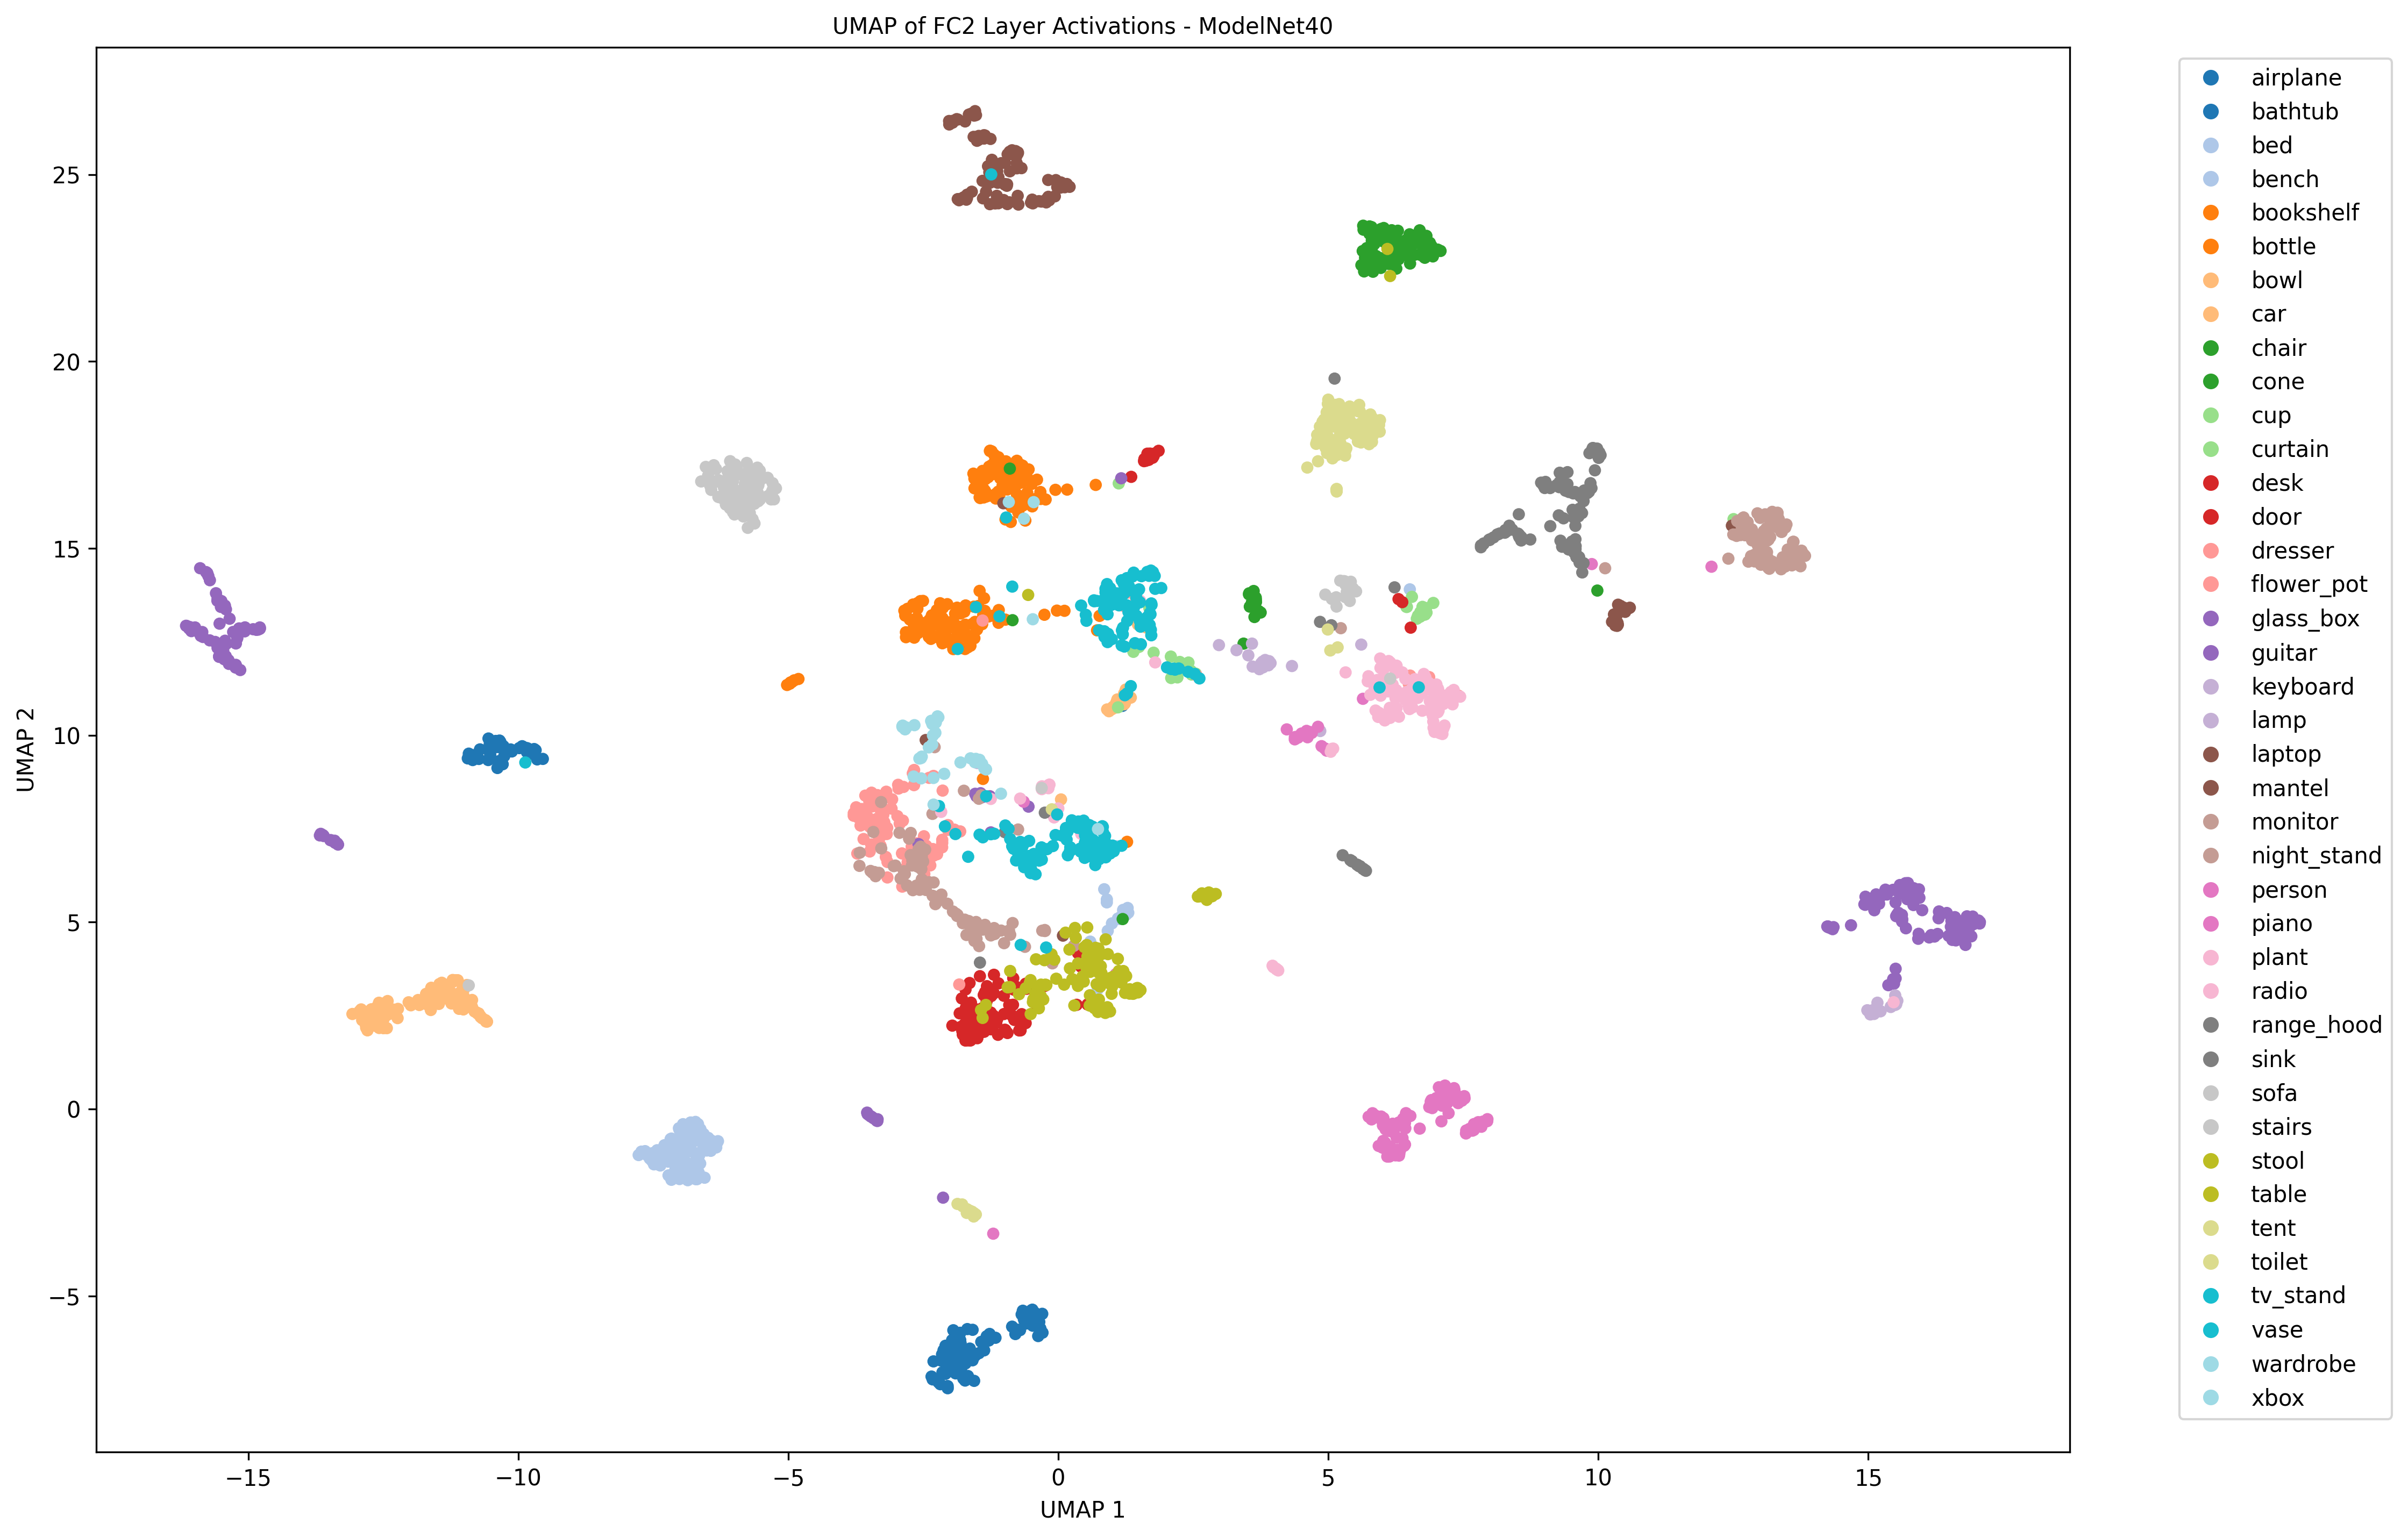 UMAP of FC2 Layer Activations - ModelNet40
UMAP 2
25
20
15
10
5
0
−5
−15
−10
−5
0
5
10
15
UMAP 1
airplane
bathtub
bed
bench
bookshelf
bottle
bowl
car
chair
cone
cup
curtain
desk
door
dresser
flower_pot
glass_box
guitar
keyboard
lamp
laptop
mantel
monitor
night_stand
person
piano
plant
radio
range_hood
sink
sofa
stairs
stool
table
tent
toilet
tv_stand
vase
wardrobe
xbox